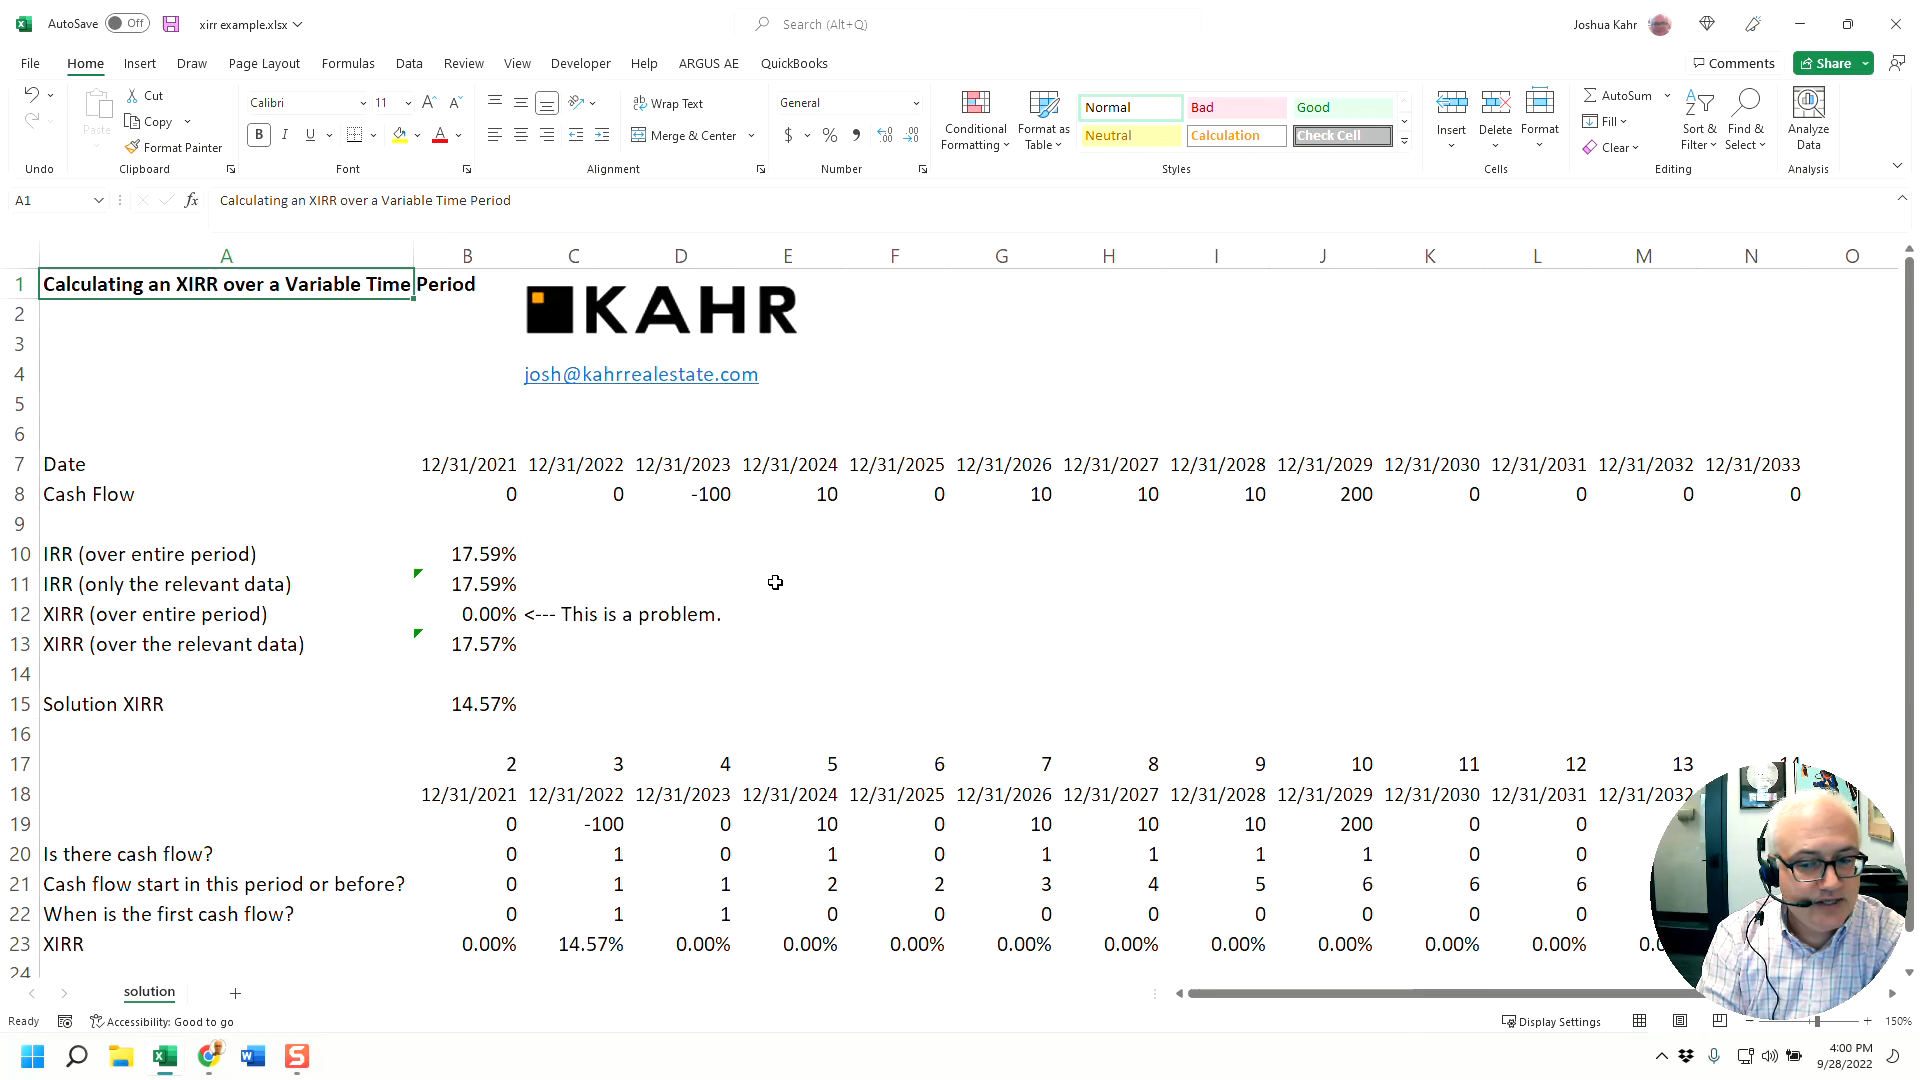 AutoSave Off xirr example.xlsx Search (Alt+Q) Joshua Kahr
File Home Insert Draw Page Layout Formulas Data Review View Developer Help ARGUS AE QuickBooks Comments Share
Cut Calibri 11 Wrap Text General Normal Bad Good AutoSum
Paste Copy Conditional Formatting Format as Table Insert Delete Format Fill Sort & Filter Find & Select Analyze Data
Format Painter B I U A Merge & Center $ % Neutral Calculation Check Cell Clear
Undo Clipboard Font Alignment Number Styles Cells Editing Analysis
A1 fx Calculating an XIRR over a Variable Time Period
A B C D E F G H I J K L M N O
1 Calculating an XIRR over a Variable Time Period
KAHR
2
3
4 josh@kahrrealestate.com
5
6
7 Date 12/31/2021 12/31/2022 12/31/2023 12/31/2024 12/31/2025 12/31/2026 12/31/2027 12/31/2028 12/31/2029 12/31/2030 12/31/2031 12/31/2032 12/31/2033
8 Cash Flow 0 0 -100 10 0 10 10 10 200 0 0 0 0
9
10 IRR (over entire period) 17.59%
11 IRR (only the relevant data) 17.59%
12 XIRR (over entire period) 0.00% <--- This is a problem.
13 XIRR (over the relevant data) 17.57%
14
15 Solution XIRR 14.57%
16
17 2 3 4 5 6 7 8 9 10 11 12 13
18 12/31/2021 12/31/2022 12/31/2023 12/31/2024 12/31/2025 12/31/2026 12/31/2027 12/31/2028 12/31/2029 12/31/2030 12/31/2031 12/31/2032
19 0 -100 0 10 0 10 10 10 200 0 0
20 Is there cash flow? 0 1 0 1 0 1 1 1 1 0 0
21 Cash flow start in this period or before? 0 1 1 2 2 3 4 5 6 6 6
22 When is the first cash flow? 0 1 1 0 0 0 0 0 0 0 0
23 XIRR 0.00% 14.57% 0.00% 0.00% 0.00% 0.00% 0.00% 0.00% 0.00% 0.00% 0.00%
24
solution
Ready Accessibility: Good to go Display Settings 150%
4:00 PM
9/28/2022